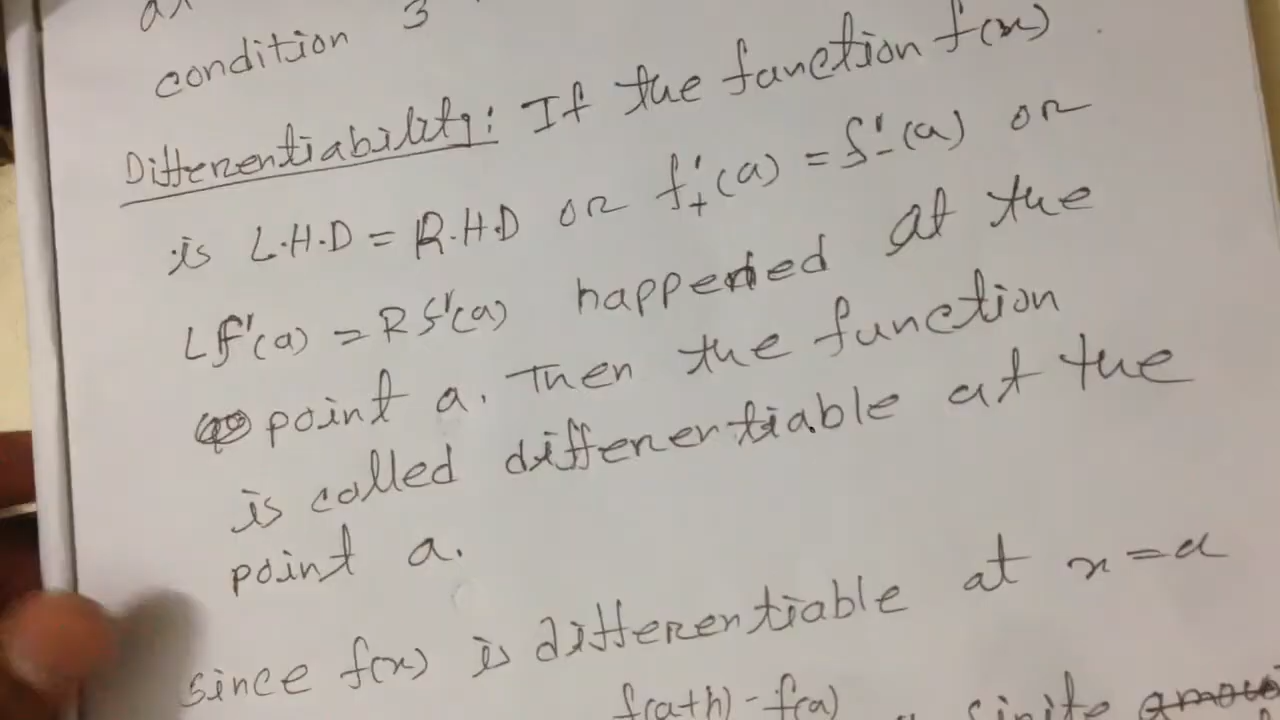 condition 3
Differentiability: If the function f(x)
is L.H.D = R.H.D or f'₊(a) = f'₋(a) or
Lf'(a) = Rf'(a) happened at the
point a. Then the function
is called differentiable at the
point a.
since f(x) is differentiable at x = a
f(a+h) - f(a) finite